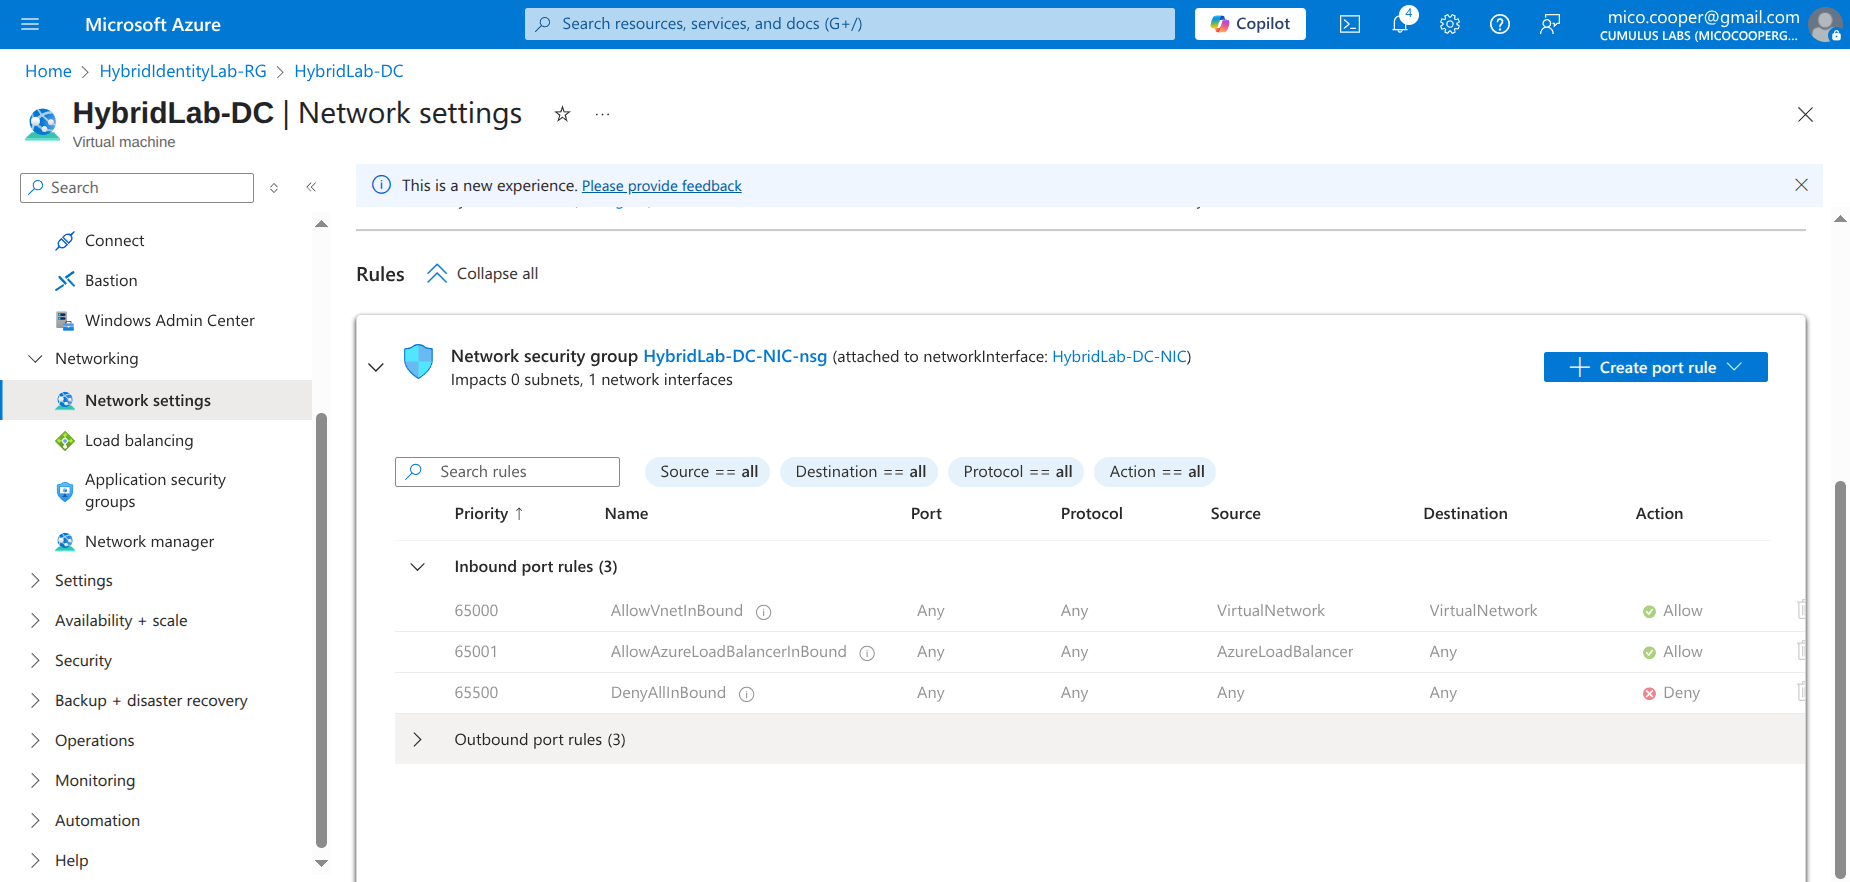 Microsoft Azure
Search resources, services, and docs (G+/)
Copilot
4
mico.cooper@gmail.com
CUMULUS LABS (MICOCOOPERG...
Home > HybridIdentityLab-RG > HybridLab-DC
HybridLab-DC | Network settings
Virtual machine
Search
This is a new experience. Please provide feedback
Connect
Bastion
Windows Admin Center
Networking
Network settings
Load balancing
Application security
groups
Network manager
Settings
Availability + scale
Security
Backup + disaster recovery
Operations
Monitoring
Automation
Help
Rules
Collapse all
Network security group HybridLab-DC-NIC-nsg (attached to networkInterface: HybridLab-DC-NIC)
Impacts 0 subnets, 1 network interfaces
Create port rule
Search rules
Source == all
Destination == all
Protocol == all
Action == all
Priority ↑ Name Port Protocol Source Destination Action
Inbound port rules (3)
65000 AllowVnetInBound Any Any VirtualNetwork VirtualNetwork Allow
65001 AllowAzureLoadBalancerInBound Any Any AzureLoadBalancer Any Allow
65500 DenyAllInBound Any Any Any Any Deny
Outbound port rules (3)